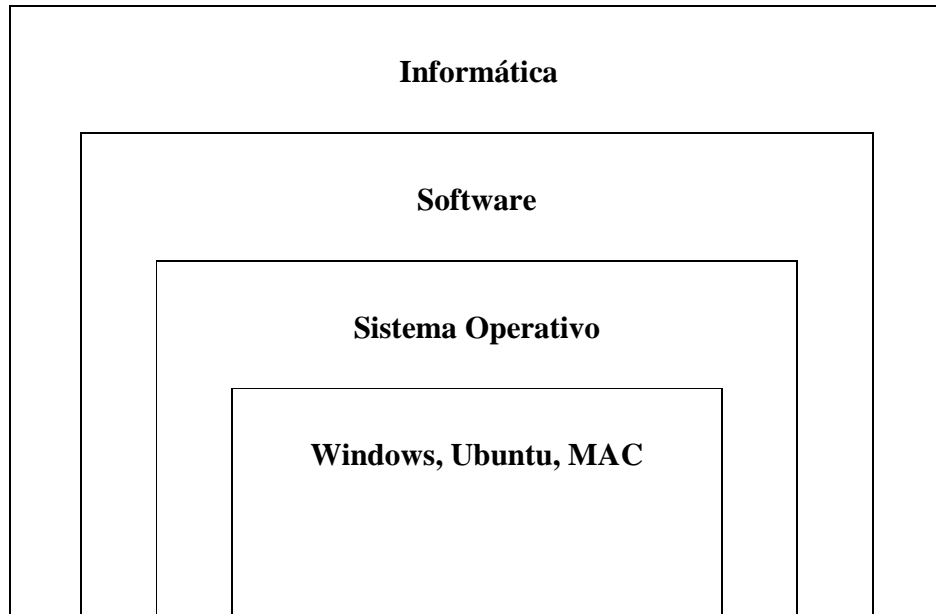 Informática
Software
Sistema Operativo
Windows, Ubuntu, MAC